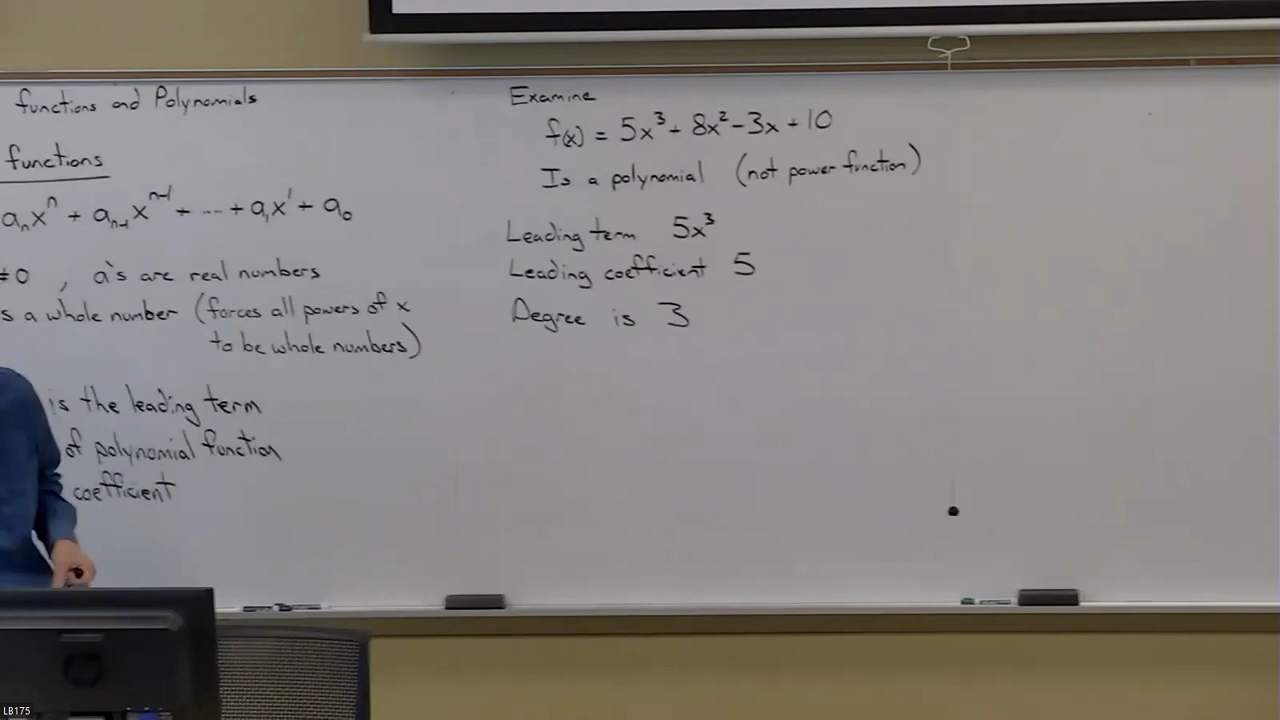 functions and Polynomials
functions
aₙxⁿ + aₙ₋₁xⁿ⁻¹ + ... + a₁x¹ + a₀
≠0 , a's are real numbers
s a whole number (forces all powers of x
to be whole numbers)
is the leading term
of polynomial function
coefficient
Examine
f(x) = 5x³ + 8x² - 3x + 10
Is a polynomial (not power function)
Leading term 5x³
Leading coefficient 5
Degree is 3
LB175